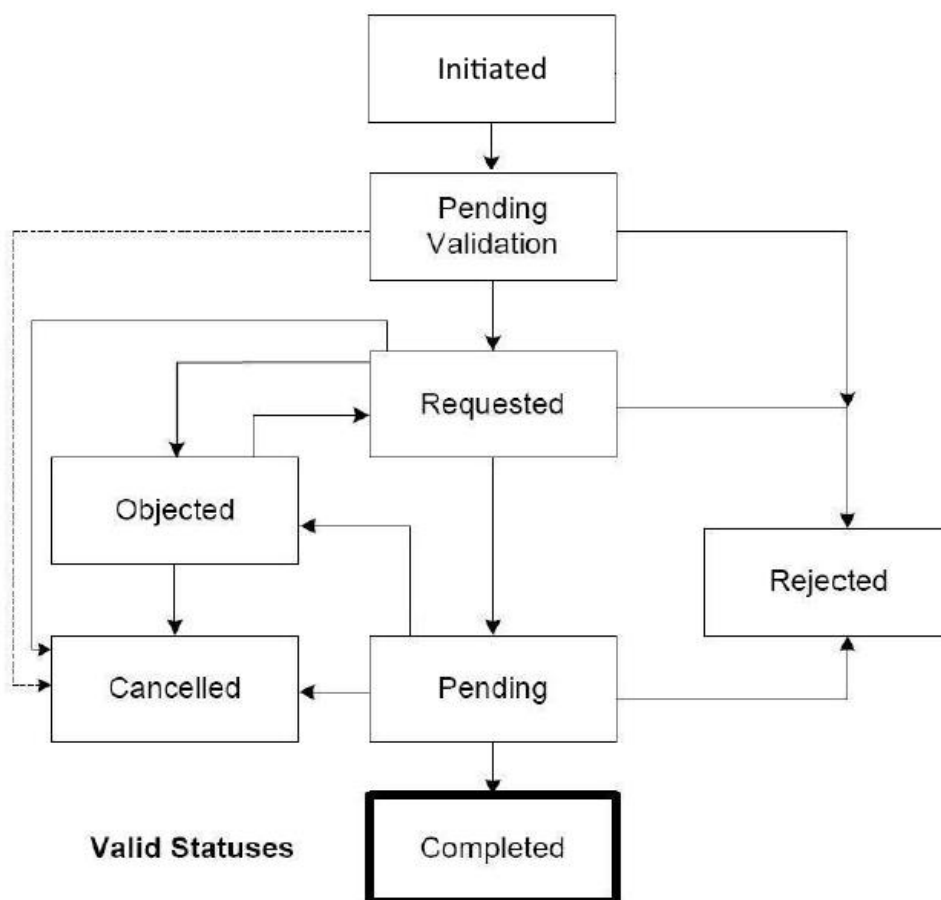 Initiated
Pending
Validation
Requested
Objected
Rejected
Cancelled
Pending
Valid Statuses
Completed